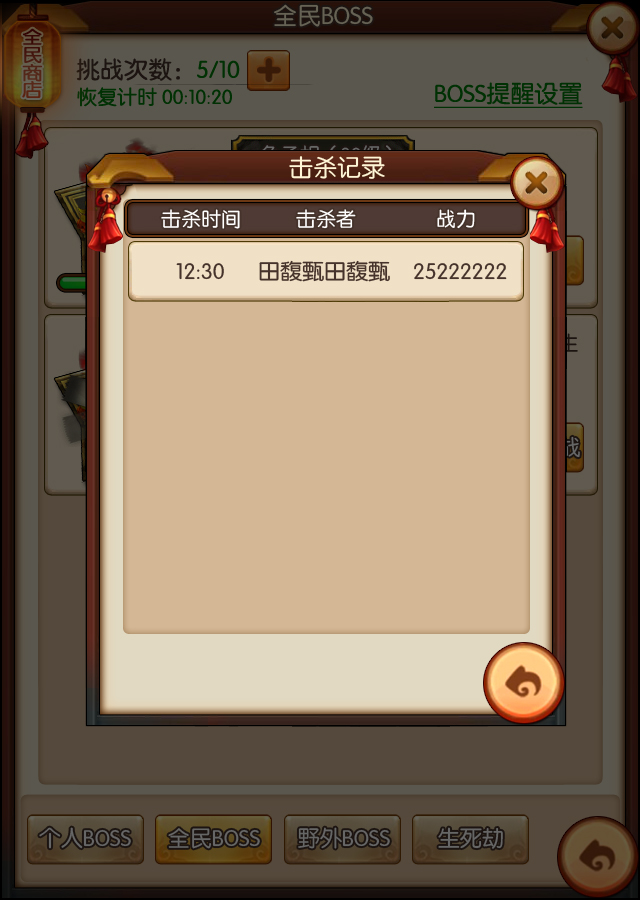 全民BOSS
全民商店
挑战次数：5/10
恢复计时 00:10:20
BOSS提醒设置
击杀记录
击杀时间 击杀者 战力
12:30 田馥甄田馥甄 25222222
生
战
个人BOSS 全民BOSS 野外BOSS 生死劫